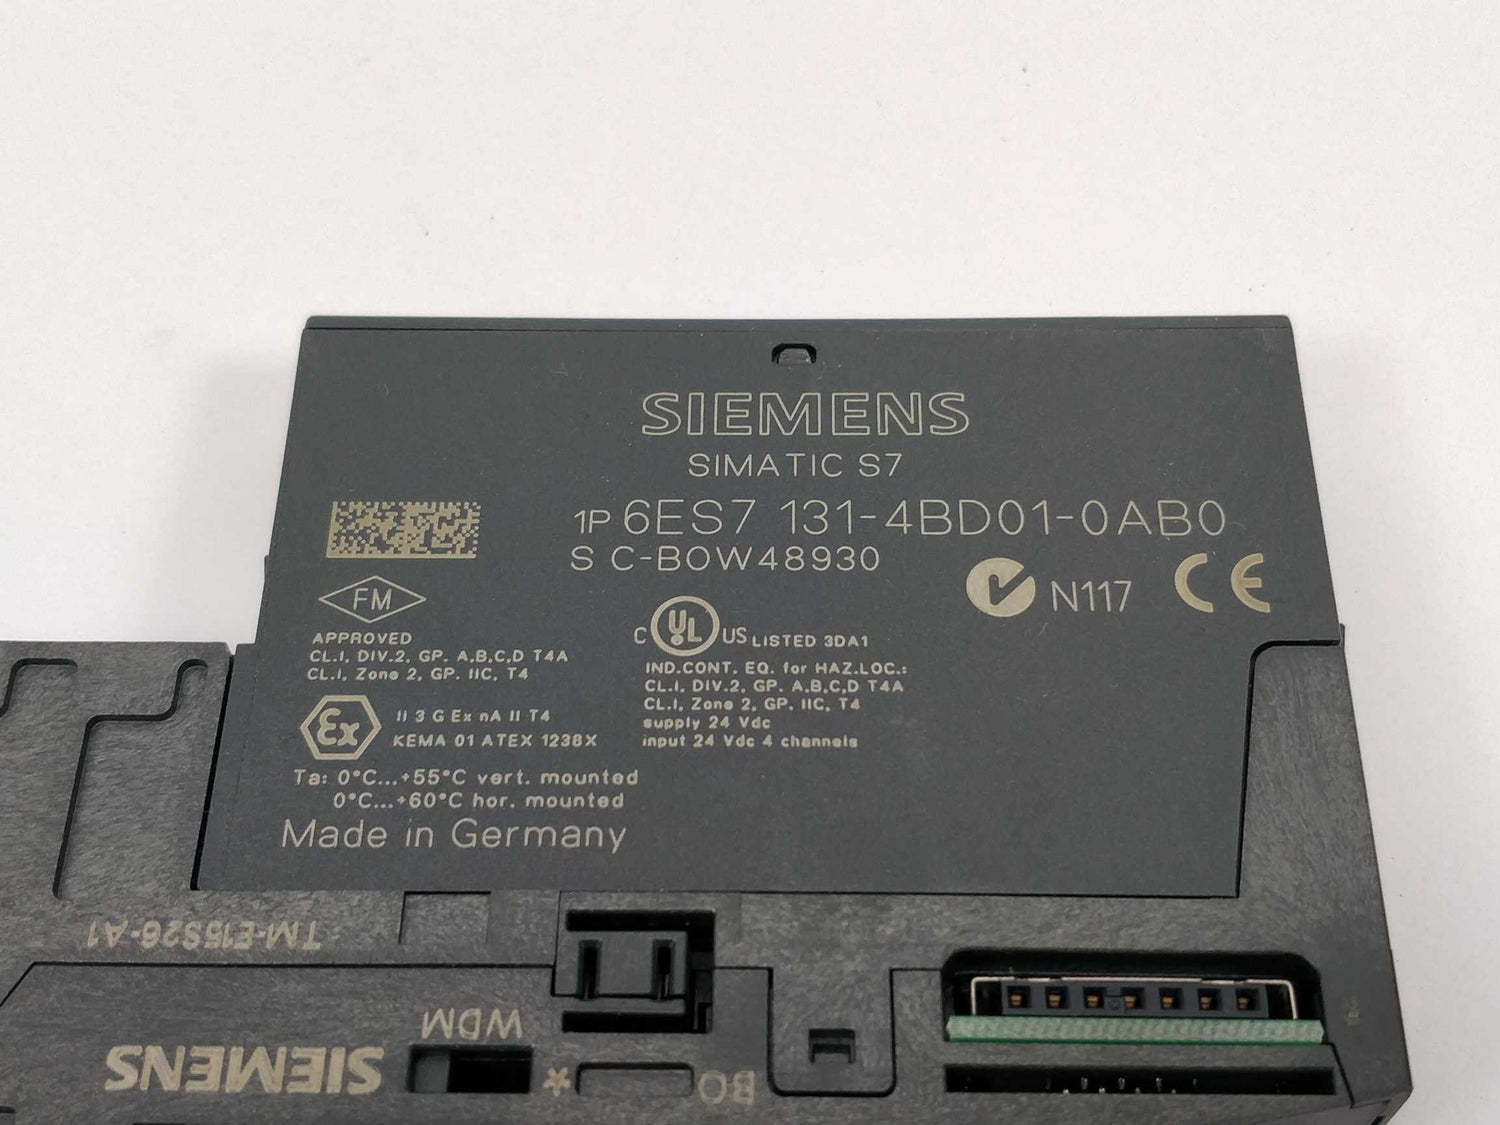 SIEMENS
SIMATIC S7
1P 6ES7 131-4BD01-0AB0
S C-B0W48930
N117 CE
FM
APPROVED
CL.I, DIV.2, GP. A,B,C,D T4A
CL.I, Zone 2, GP. IIC, T4
C UL US LISTED 3DA1
IND.CONT. EQ. for HAZ.LOC.:
CL.I, DIV.2, GP. A,B,C,D T4A
CL.I, Zone 2, GP. IIC, T4
supply 24 Vdc
input 24 Vdc 4 channels
Ex II 3 G Ex nA II T4
KEMA 01 ATEX 1238X
Ta: 0°C...+55°C vert. mounted
0°C...+60°C hor. mounted
Made in Germany
TM-E15S26-A1
WDM
SIEMENS